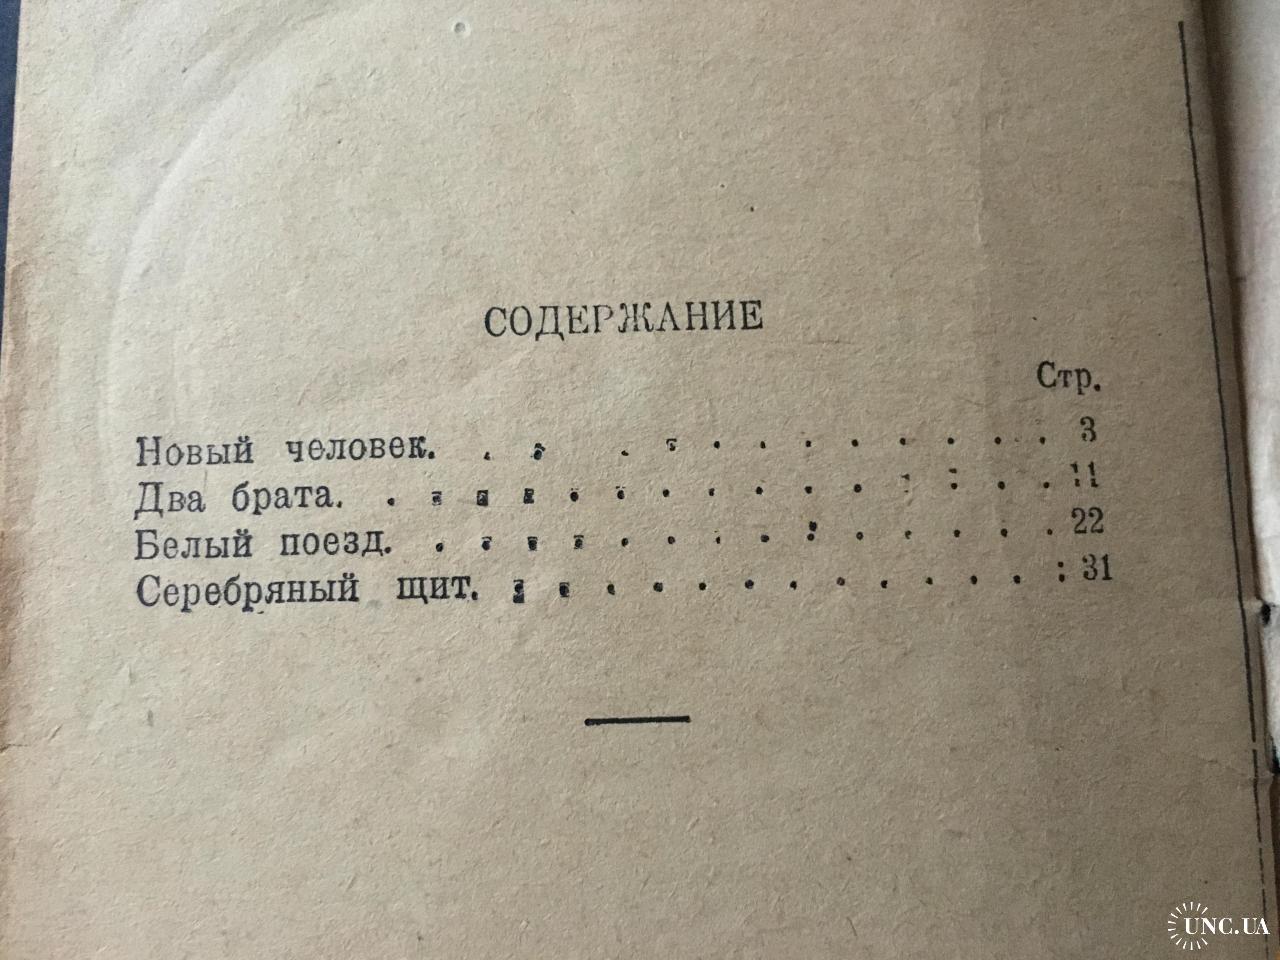 СОДЕРЖАНИЕ
Стр.
Новый человек. . . . . . . . . . . . . 3
Два брата. . . . . . . . . . . . . . . . 11
Белый поезд. . . . . . . . . . . . . . . 22
Серебряный щит. . . . . . . . . . . . . : 31
UNC.UA